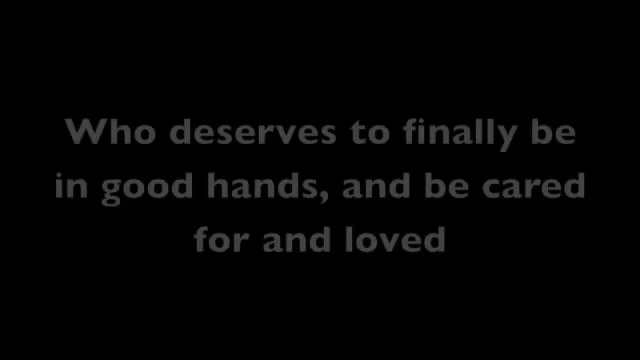 Who deserves to finally be
in good hands, and be cared
for and loved